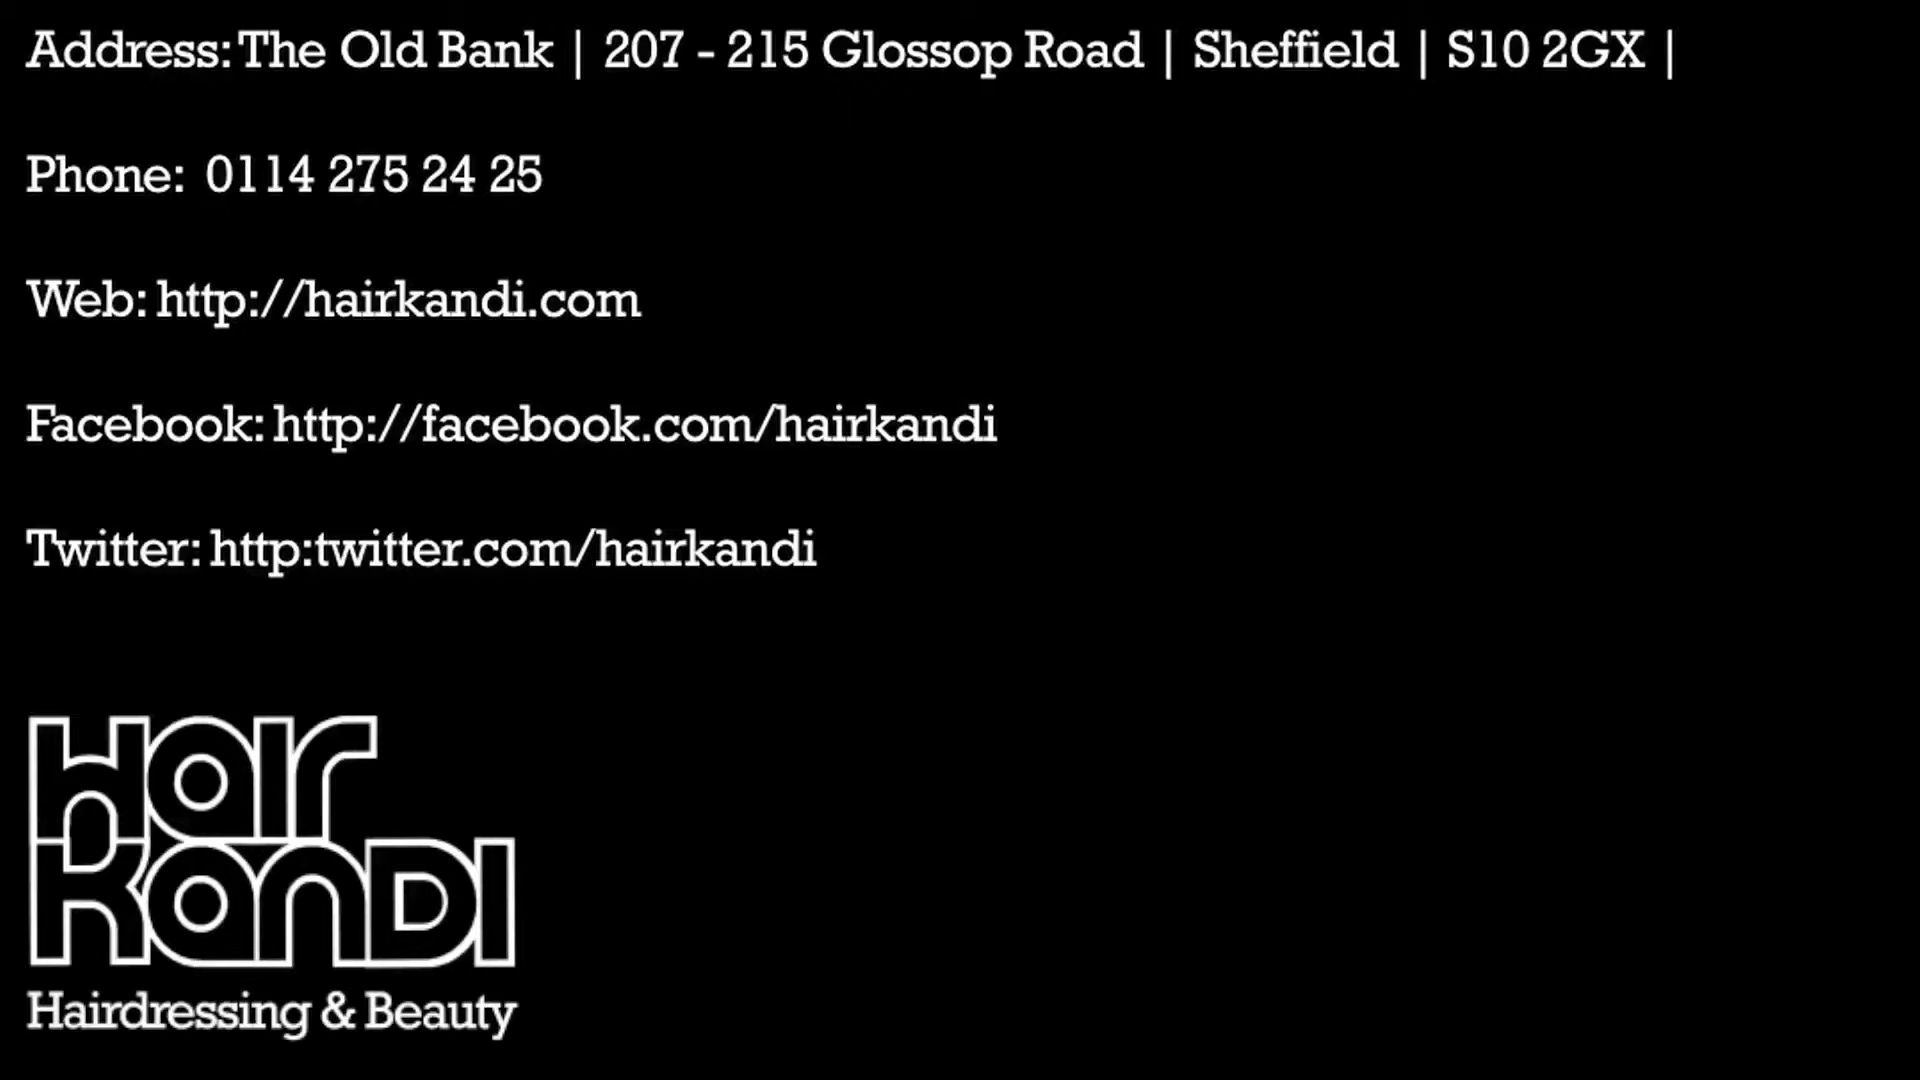 Address: The Old Bank | 207 - 215 Glossop Road | Sheffield | S10 2GX |
Phone: 0114 275 24 25
Web: http://hairkandi.com
Facebook: http://facebook.com/hairkandi
Twitter: http:twitter.com/hairkandi
Hair
Kandi
Hairdressing & Beauty